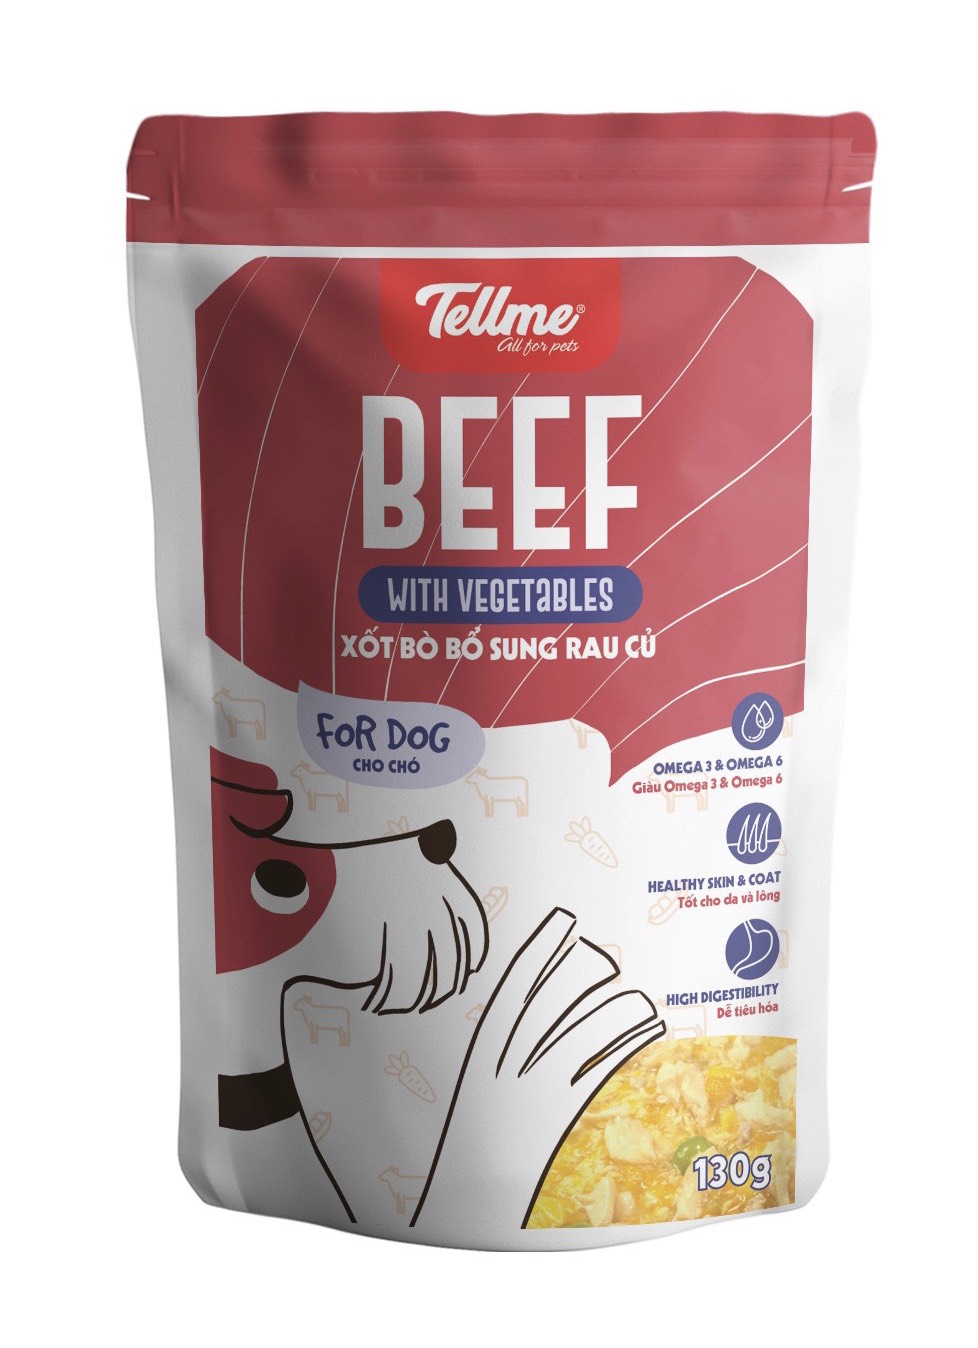 Tellme®
All for pets
BEEF
WITH VEGETABLES
XỐT BÒ BỔ SUNG RAU CỦ
FOR DOG
CHO CHÓ
OMEGA 3 & OMEGA 6
Giàu Omega 3 & Omega 6
HEALTHY SKIN & COAT
Tốt cho da và lông
HIGH DIGESTIBILITY
Dễ tiêu hóa
130g